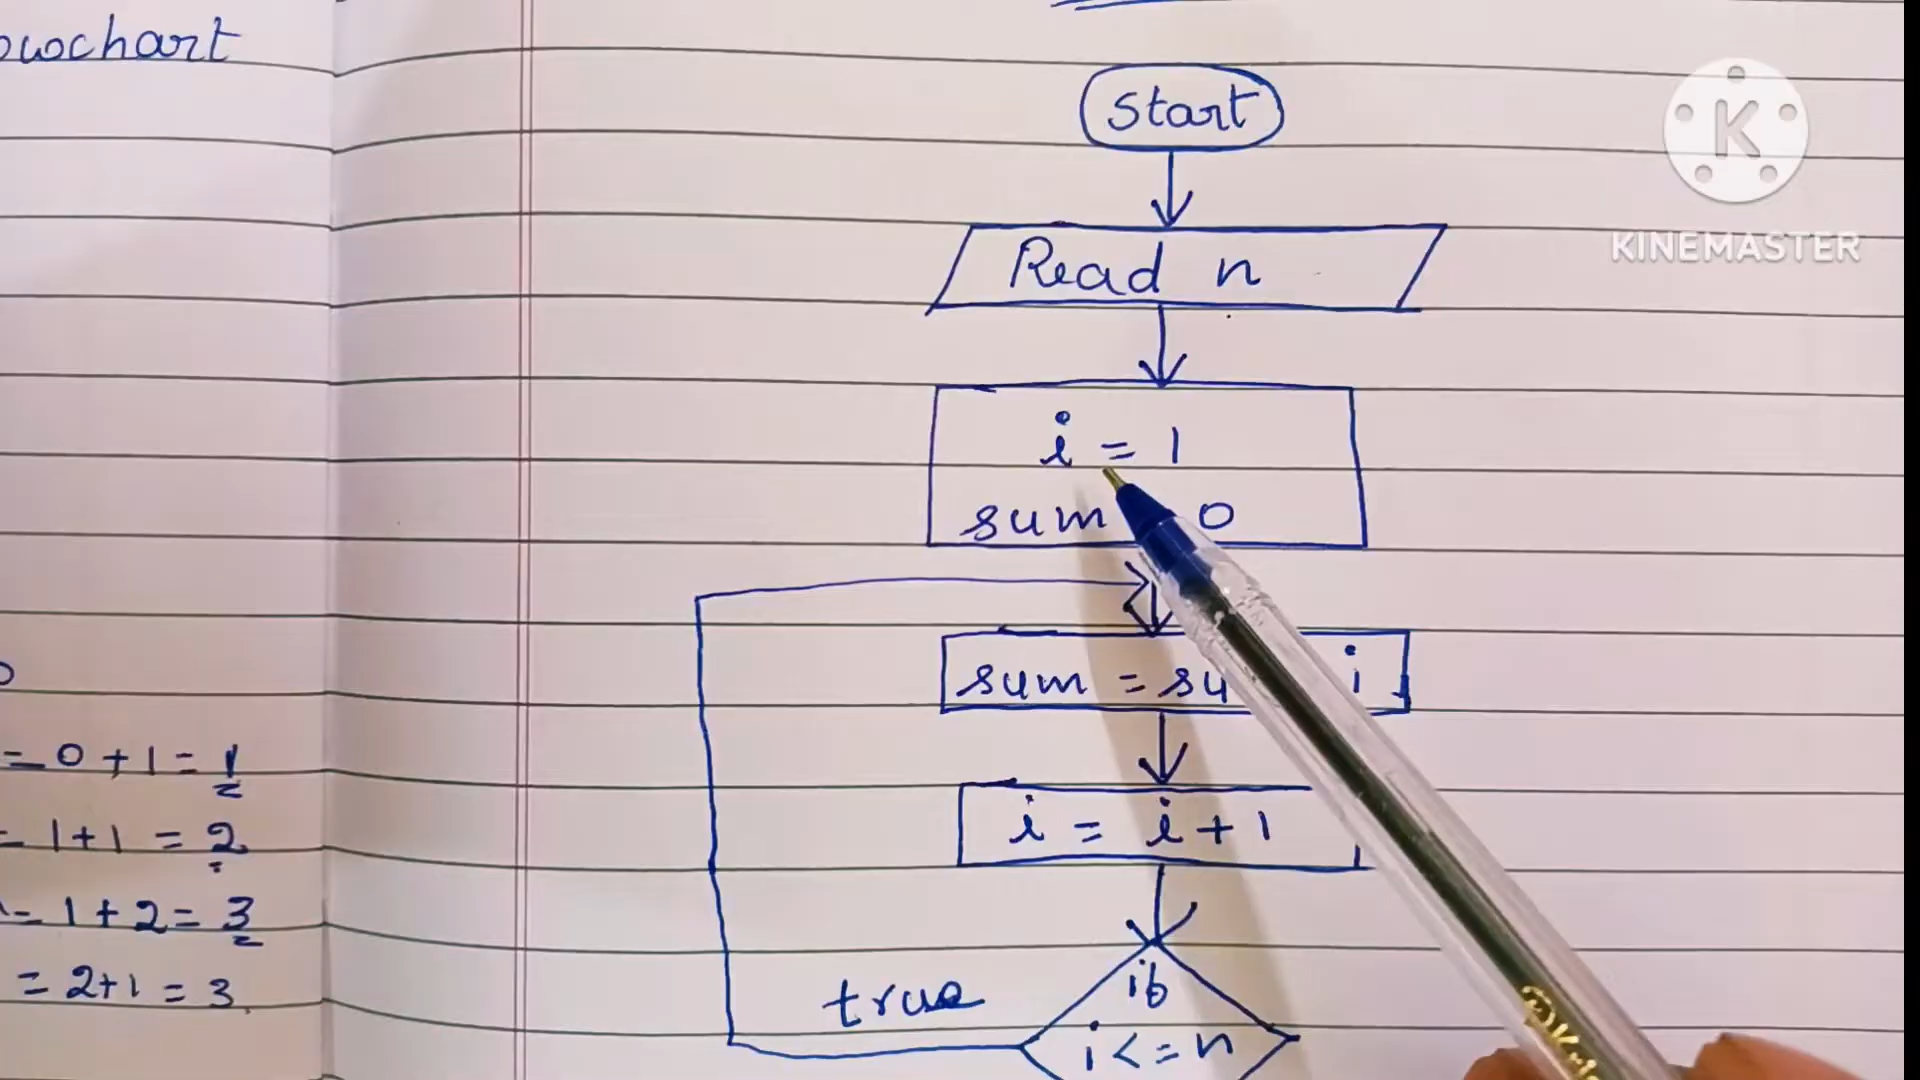 owchart
= 0 + 1 = 1
= 1 + 1 = 2
= 1 + 2 = 3
= 2 + 1 = 3
Start
Read n
i = 1
sum 0
sum = su i
i = i + 1
true
if
i <= n
KINEMASTER